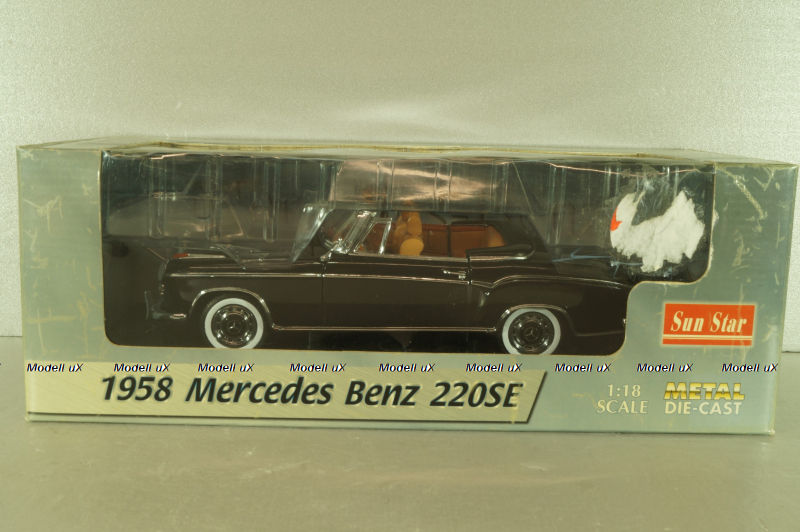 Sun Star
Modell uX Modell uX Modell uX Modell uX Modell uX Modell uX Modell uX Modell uX Modell uX
1958 Mercedes Benz 220SE
1:18 METAL
SCALE DIE-CAST